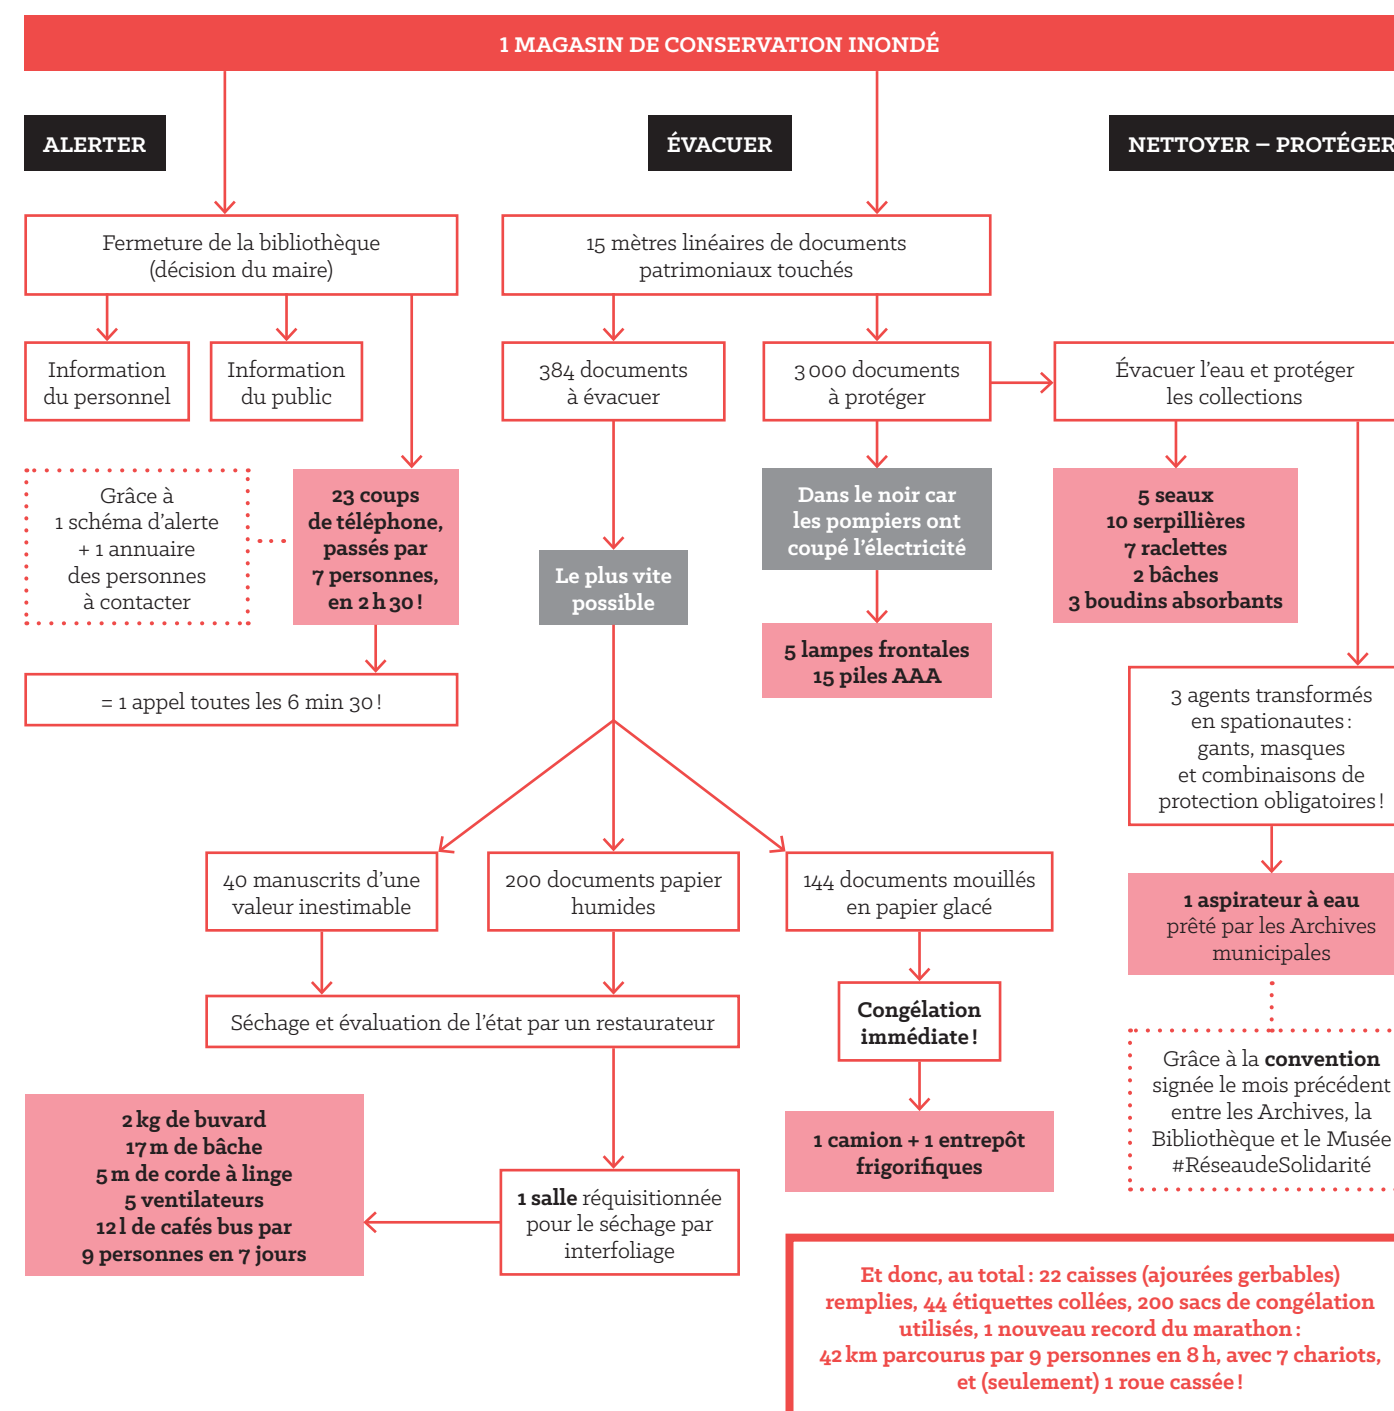 1 MAGASIN DE CONSERVATION INONDÉ
ALERTER
ÉVACUER
NETTOYER – PROTÉGER
Fermeture de la bibliothèque
(décision du maire)
15 mètres linéaires de documents
patrimoniaux touchés
Information
du personnel
Information
du public
384 documents
à évacuer
3 000 documents
à protéger
Évacuer l’eau et protéger
les collections
Grâce à
1 schéma d’alerte
+ 1 annuaire
des personnes
à contacter
23 coups
de téléphone,
passés par
7 personnes,
en 2 h 30 !
= 1 appel toutes les 6 min 30 !
Le plus vite
possible
Dans le noir car
les pompiers ont
coupé l’électricité
5 lampes frontales
15 piles AAA
5 seaux
10 serpillières
7 raclettes
2 bâches
3 boudins absorbants
3 agents transformés
en spationautes :
gants, masques
et combinaisons de
protection obligatoires !
40 manuscrits d’une
valeur inestimable
200 documents papier
humides
144 documents mouillés
en papier glacé
1 aspirateur à eau
prêté par les Archives
municipales
Séchage et évaluation de l’état par un restaurateur
Congélation
immédiate !
Grâce à la convention
signée le mois précédent
entre les Archives, la
Bibliothèque et le Musée
#RéseaudeSolidarité
2 kg de buvard
17 m de bâche
5 m de corde à linge
5 ventilateurs
12 l de cafés bus par
9 personnes en 7 jours
1 salle réquisitionnée
pour le séchage par
interfoliage
1 camion + 1 entrepôt
frigorifiques
Et donc, au total : 22 caisses (ajourées gerbables)
remplies, 44 étiquettes collées, 200 sacs de congélation
utilisés, 1 nouveau record du marathon :
42 km parcourus par 9 personnes en 8 h, avec 7 chariots,
et (seulement) 1 roue cassée !